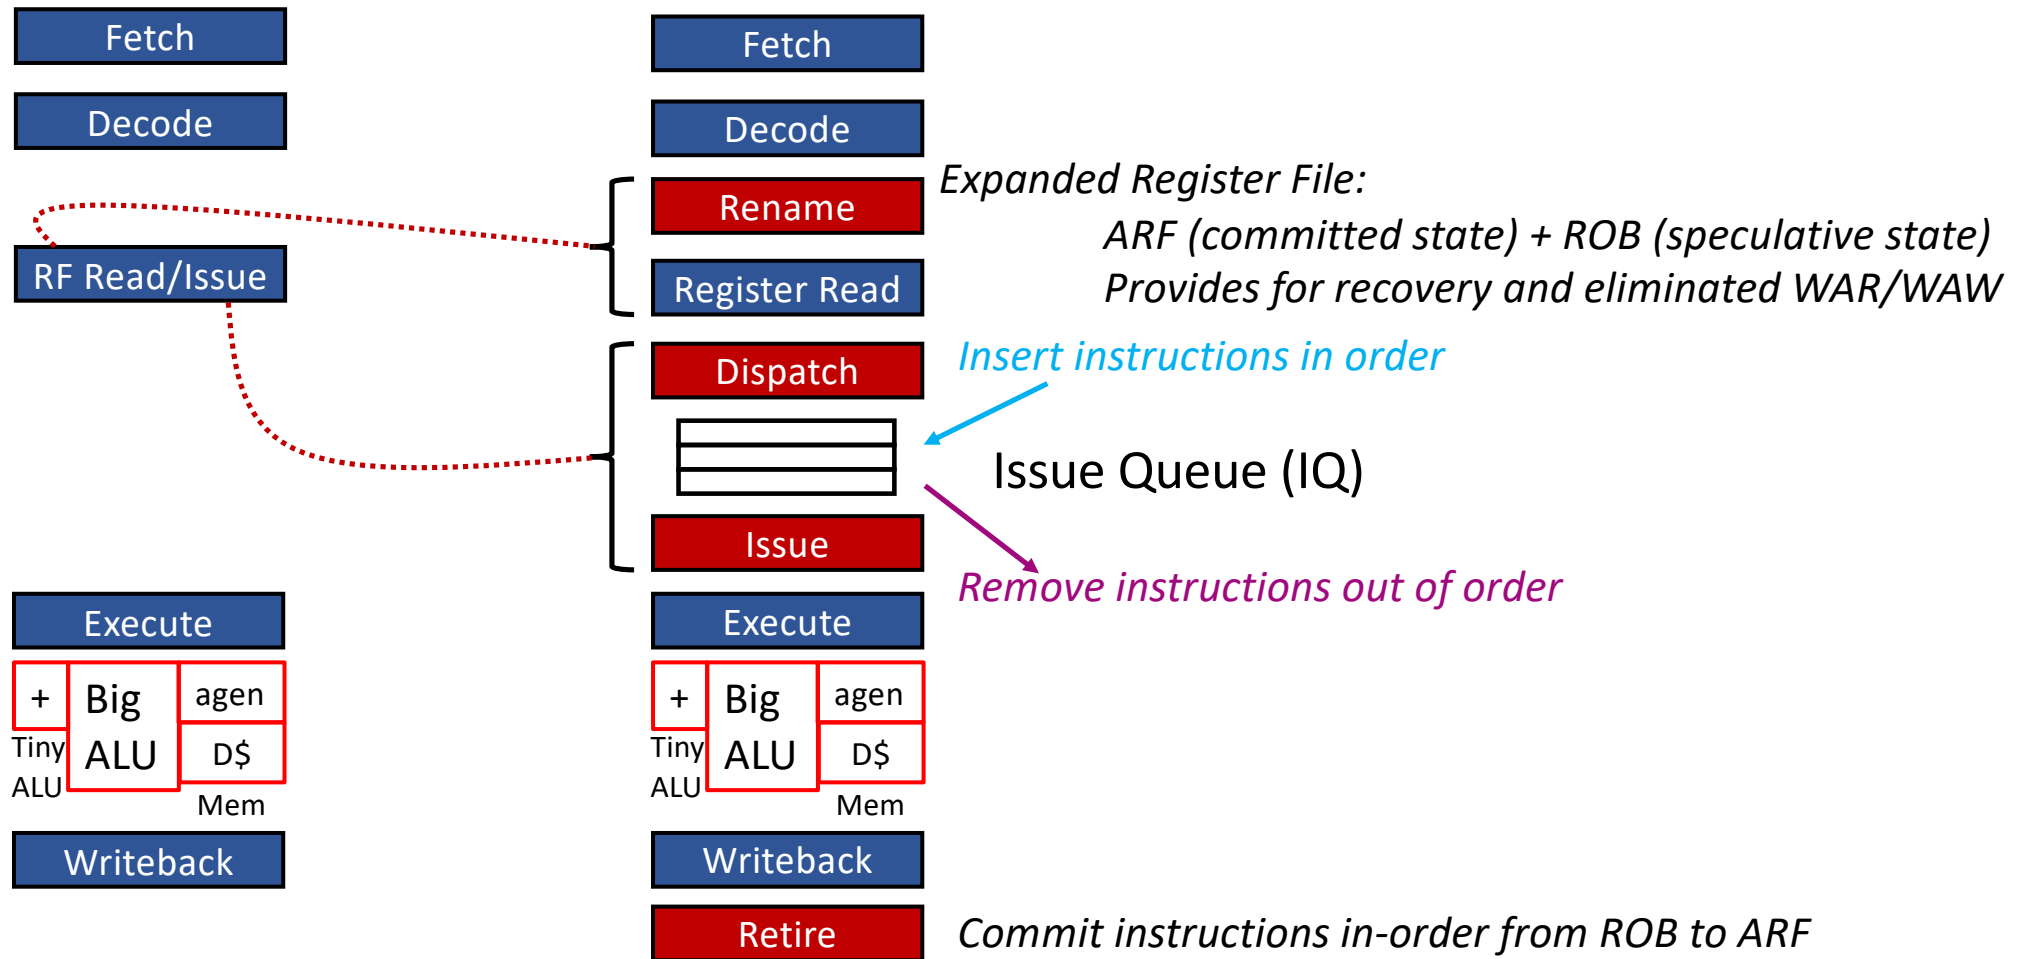 Fetch
Decode
RF Read/Issue
Execute
+
Big
ALU
agen
D$
Tiny
ALU
Mem
Writeback
Fetch
Decode
Rename
Register Read
Expanded Register File:
ARF (committed state) + ROB (speculative state)
Provides for recovery and eliminated WAR/WAW
Dispatch
Insert instructions in order
Issue Queue (IQ)
Issue
Remove instructions out of order
Execute
+
Big
ALU
agen
D$
Tiny
ALU
Mem
Writeback
Retire
Commit instructions in-order from ROB to ARF